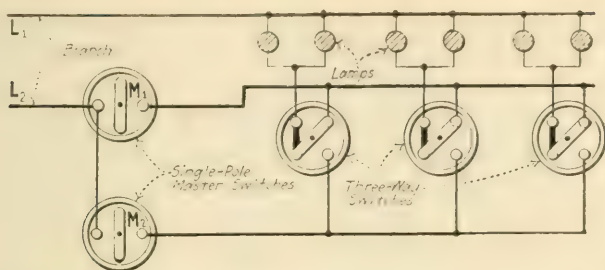 L₁
Branch
Lamps
L₂
M₁
Single-Pole
Master Switches
Three-Way
Switches
M₂